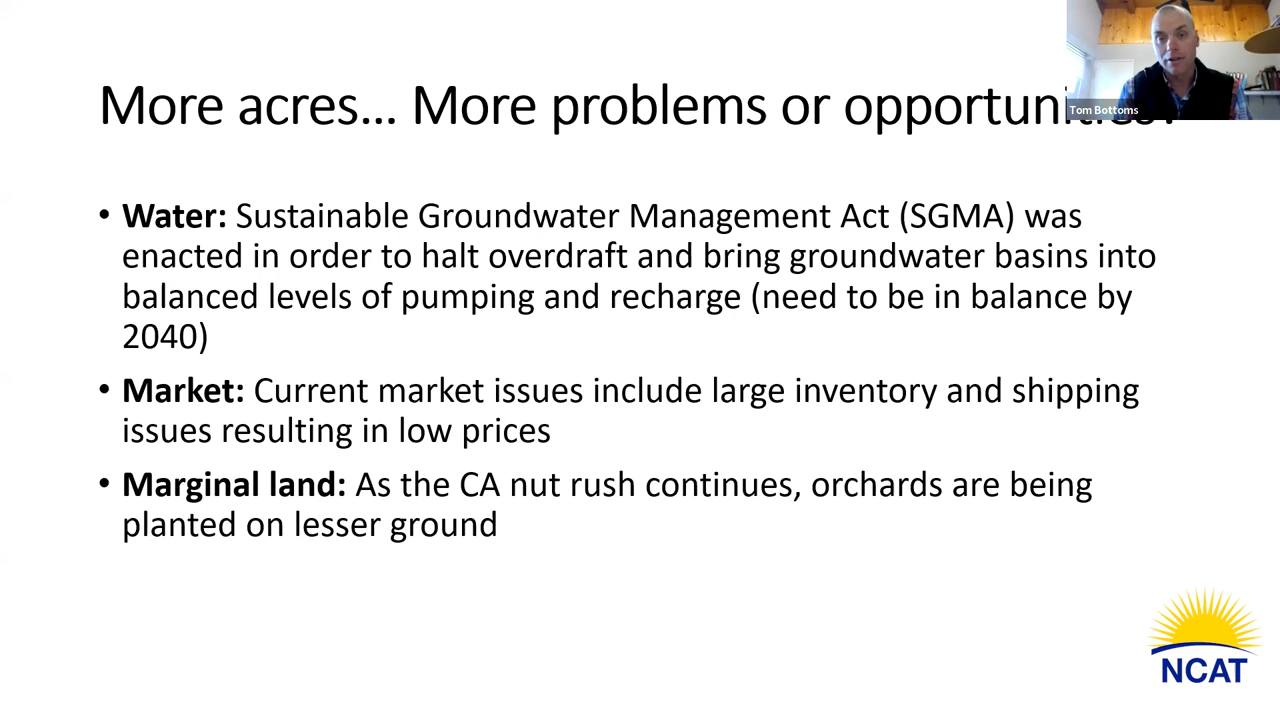 More acres... More problems or opportunities?
Tom Bottoms
• Water: Sustainable Groundwater Management Act (SGMA) was
enacted in order to halt overdraft and bring groundwater basins into
balanced levels of pumping and recharge (need to be in balance by
2040)
• Market: Current market issues include large inventory and shipping
issues resulting in low prices
• Marginal land: As the CA nut rush continues, orchards are being
planted on lesser ground
NCAT